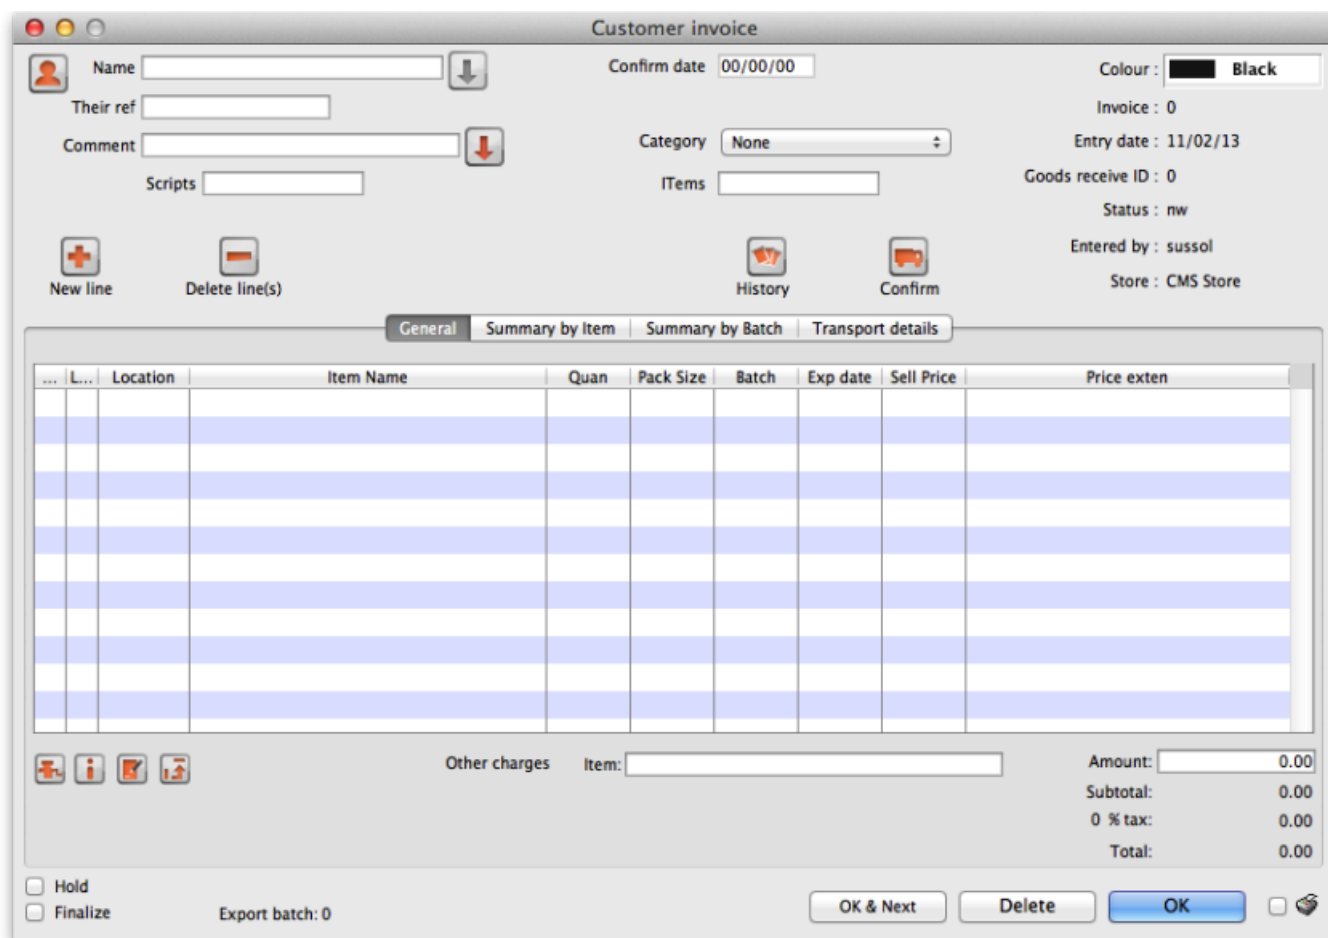 Customer invoice
Name
Confirm date 00/00/00
Colour : Black
Their ref
Invoice : 0
Comment
Category None
Entry date : 11/02/13
Goods receive ID : 0
Scripts
ITems
Status : nw
Entered by : sussol
Store : CMS Store
New line
Delete line(s)
History
Confirm
General Summary by Item Summary by Batch Transport details
... L... Location Item Name Quan Pack Size Batch Exp date Sell Price Price exten
Other charges Item:
Amount: 0.00
Subtotal: 0.00
0 % tax: 0.00
Total: 0.00
Hold
Finalize
Export batch: 0
OK & Next
Delete
OK